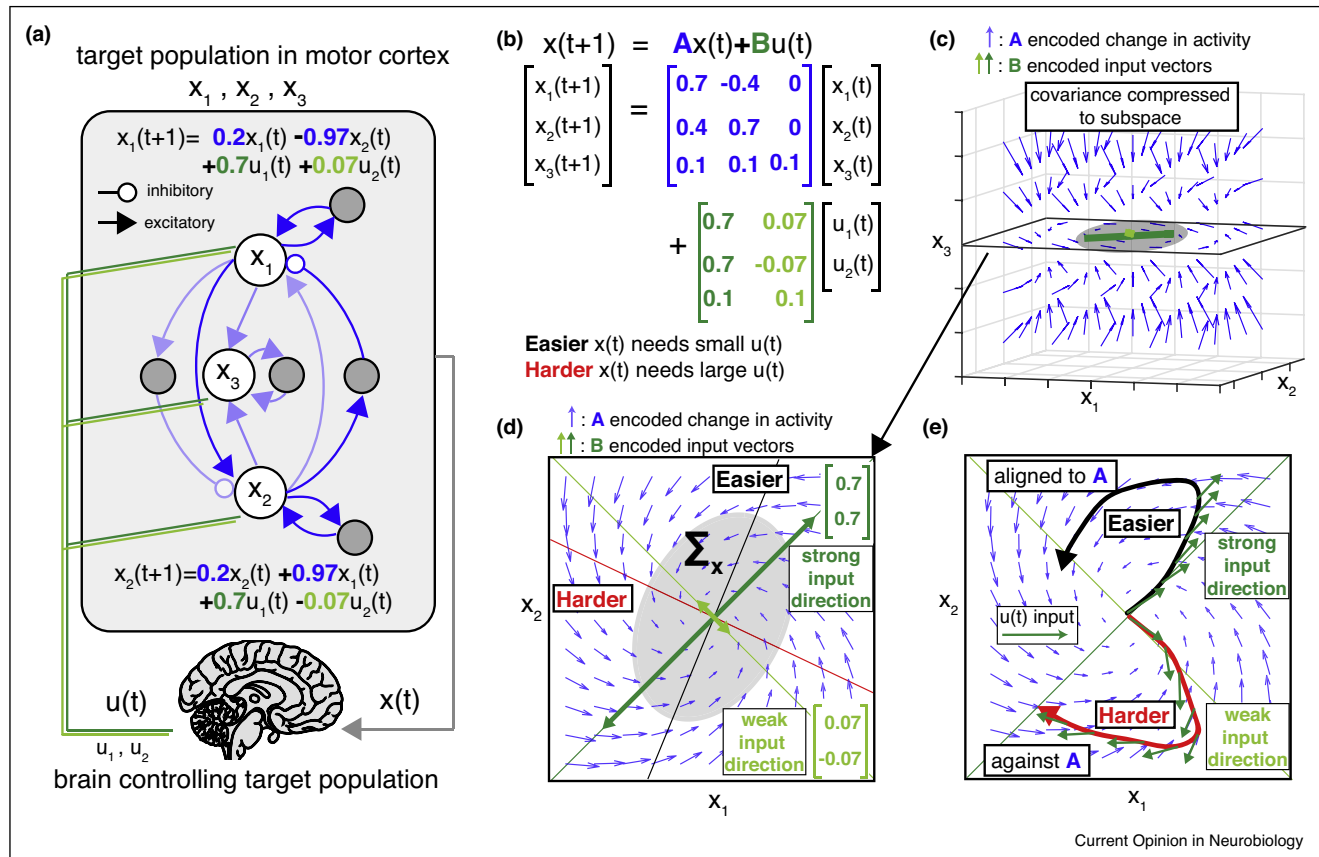 (a)
target population in motor cortex
x1 , x2 , x3
x1(t+1)= 0.2x1(t) -0.97x2(t)
+0.7u1(t) +0.07u2(t)
inhibitory
excitatory
x1
x3
x2
x2(t+1)=0.2x2(t) +0.97x1(t)
+0.7u1(t) -0.07u2(t)
u(t)
x(t)
u1 , u2
brain controlling target population
(b)
x(t+1) = Ax(t)+Bu(t)
x1(t+1) = 0.7 -0.4 0 x1(t)
x2(t+1) 0.4 0.7 0 x2(t)
x3(t+1) 0.1 0.1 0.1 x3(t)
+ 0.7 0.07 u1(t)
0.7 -0.07 u2(t)
0.1 0.1
Easier x(t) needs small u(t)
Harder x(t) needs large u(t)
(c)
↑ : A encoded change in activity
↑↑ : B encoded input vectors
covariance compressed
to subspace
x3
x1
x2
(d)
↑ : A encoded change in activity
↑↑ : B encoded input vectors
Easier
0.7
0.7
Σx
strong
input
direction
Harder
x2
weak
input
direction
0.07
-0.07
x1
(e)
aligned to A
Easier
strong
input
direction
x2
u(t) input
Harder
weak
input
direction
against A
x1
Current Opinion in Neurobiology